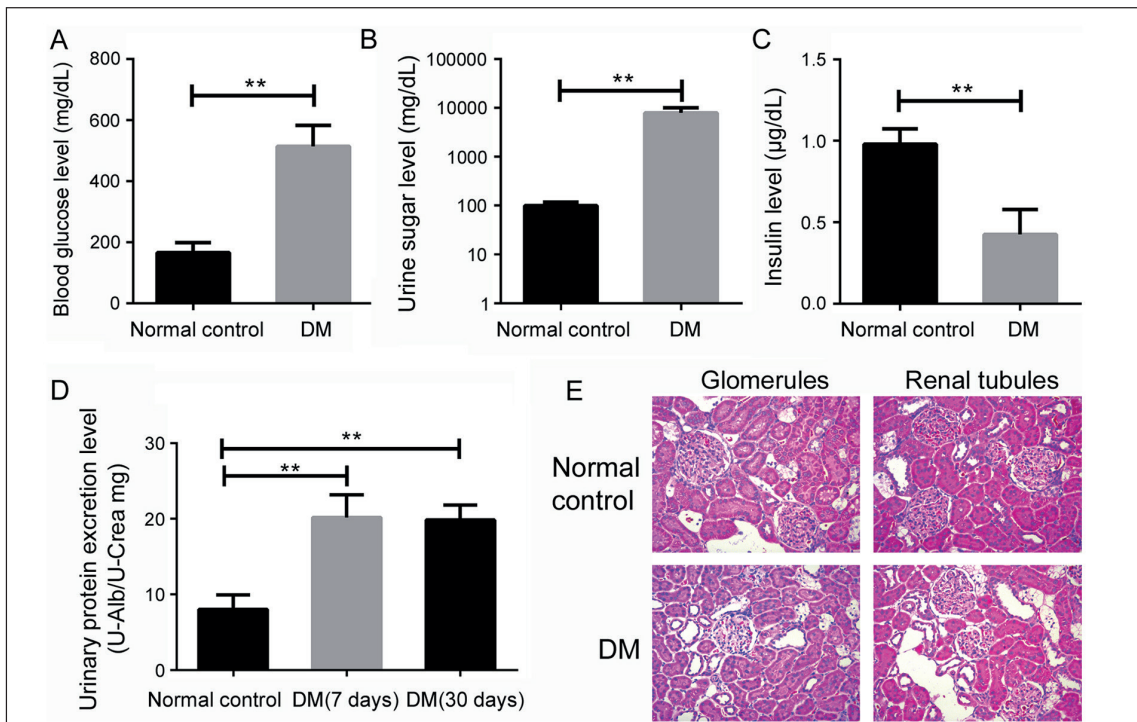 A
Blood glucose level (mg/dL)
800
600
400
200
0
**
Normal control
DM
B
Urine sugar level (mg/dL)
100000
10000
1000
100
10
1
**
Normal control
DM
C
Insulin level (µg/dL)
1.5
1.0
0.5
0.0
**
Normal control
DM
D
Urinary protein excretion level
(U-Alb/U-Crea mg)
30
20
10
0
**
**
Normal control
DM(7 days)
DM(30 days)
E
Glomerules
Renal tubules
Normal
control
DM